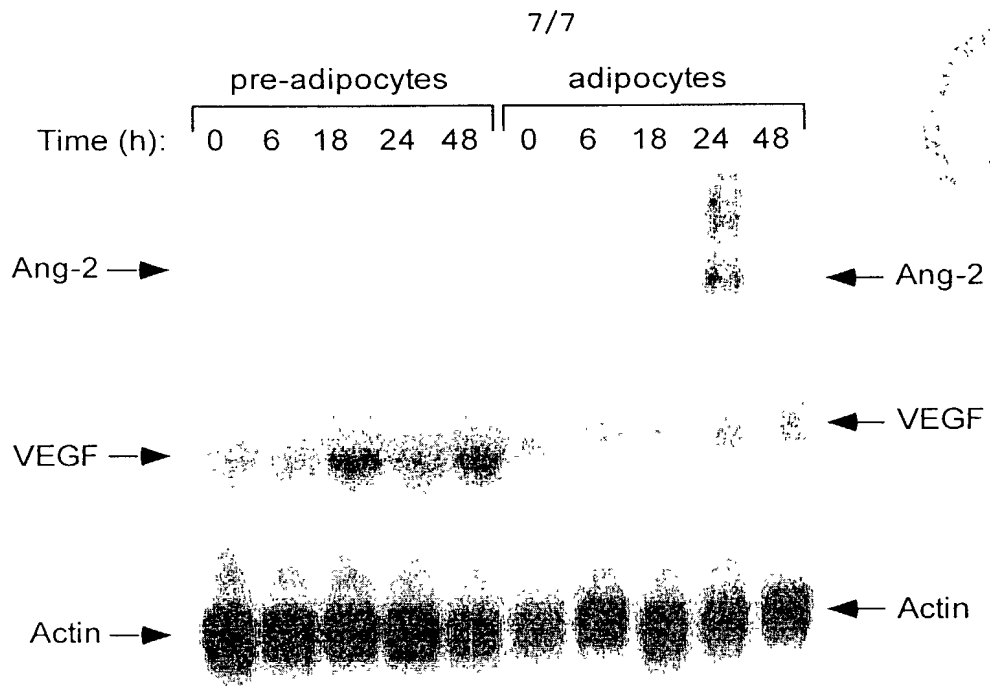 7/7
pre-adipocytes adipocytes
Time (h): 0 6 18 24 48 0 6 18 24 48
Ang-2 Ang-2
VEGF
VEGF
Actin
Actin